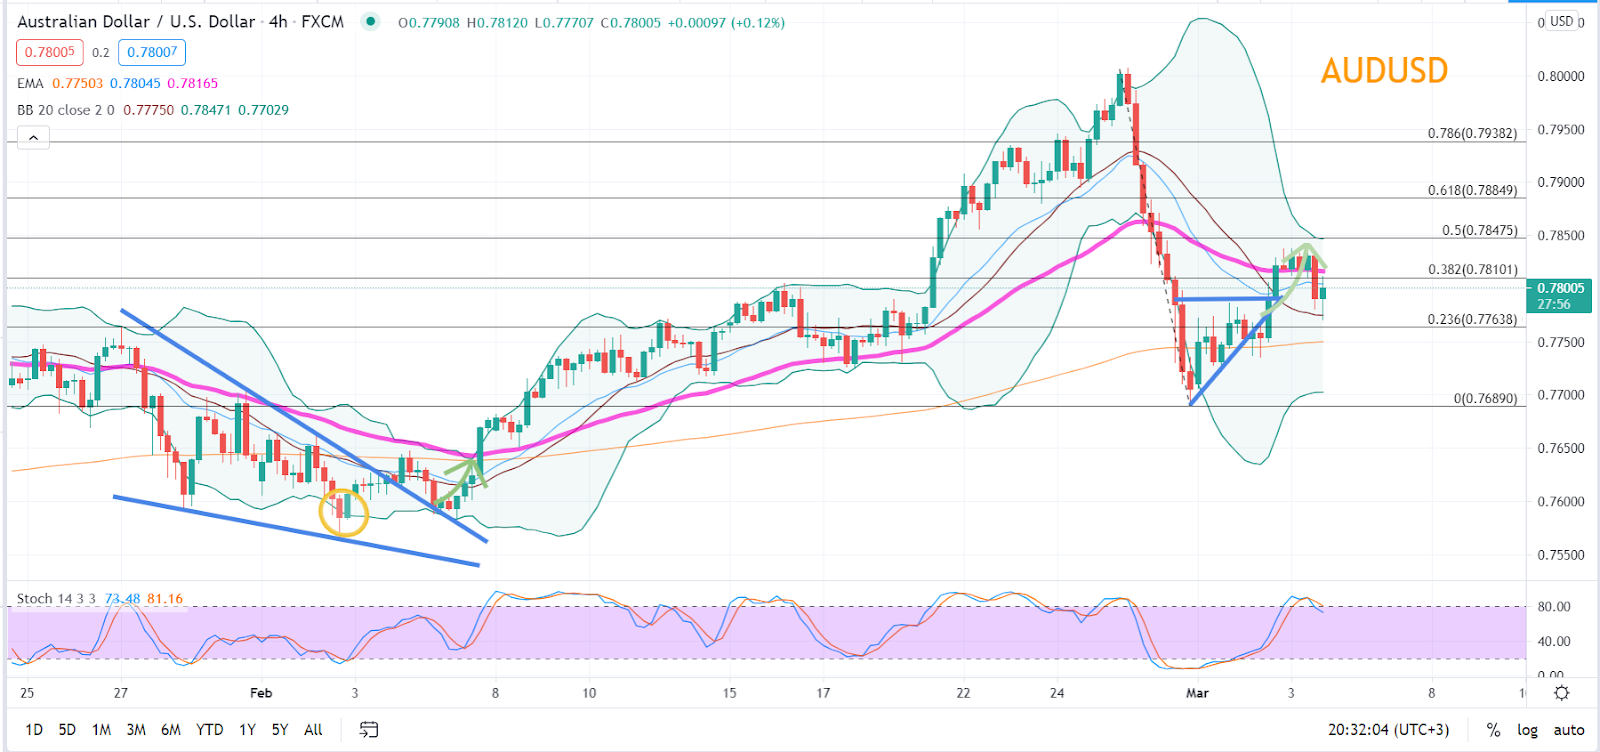 Australian Dollar / U.S. Dollar · 4h · FXCM O0.77908 H0.78120 L0.77707 C0.78005 +0.00097 (+0.12%)
0.78005 0.2 0.78007
EMA 0.77503 0.78045 0.78165
BB 20 close 2 0 0.77750 0.78471 0.77029
AUDUSD
USD
0.80000
0.79500
0.79000
0.78500
0.78005
27:56
0.77500
0.77000
0.76500
0.76000
0.75500
0.786(0.79382)
0.618(0.78849)
0.5(0.78475)
0.382(0.78101)
0.236(0.77638)
0(0.76890)
Stoch 14 3 3 73.48 81.16
80.00
40.00
0.00
25 27 Feb 3 8 10 15 17 22 24 Mar 3 8
1D 5D 1M 3M 6M YTD 1Y 5Y All 20:32:04 (UTC+3) % log auto